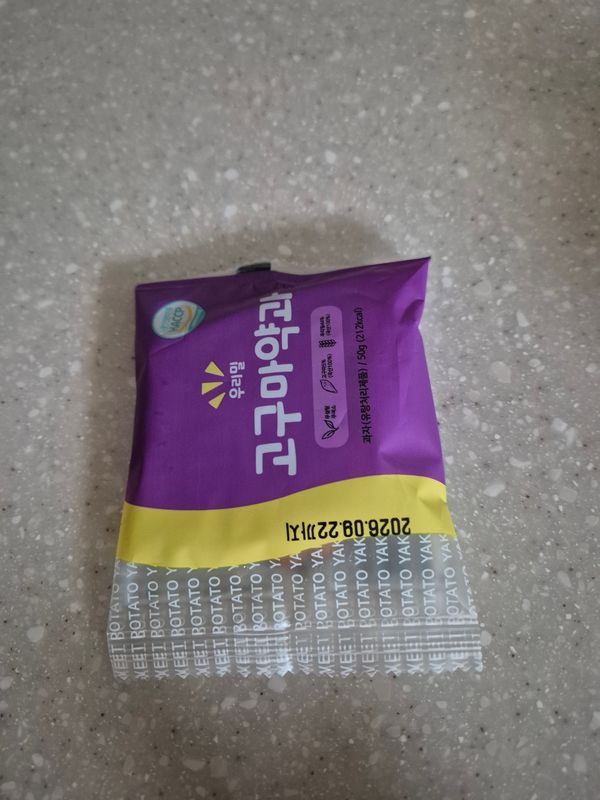 HACCP
우리밀
고구마약과
과자(유탕처리제품) / 50g (212kcal)
2026.09.22까지
SWEET POTATO YAK